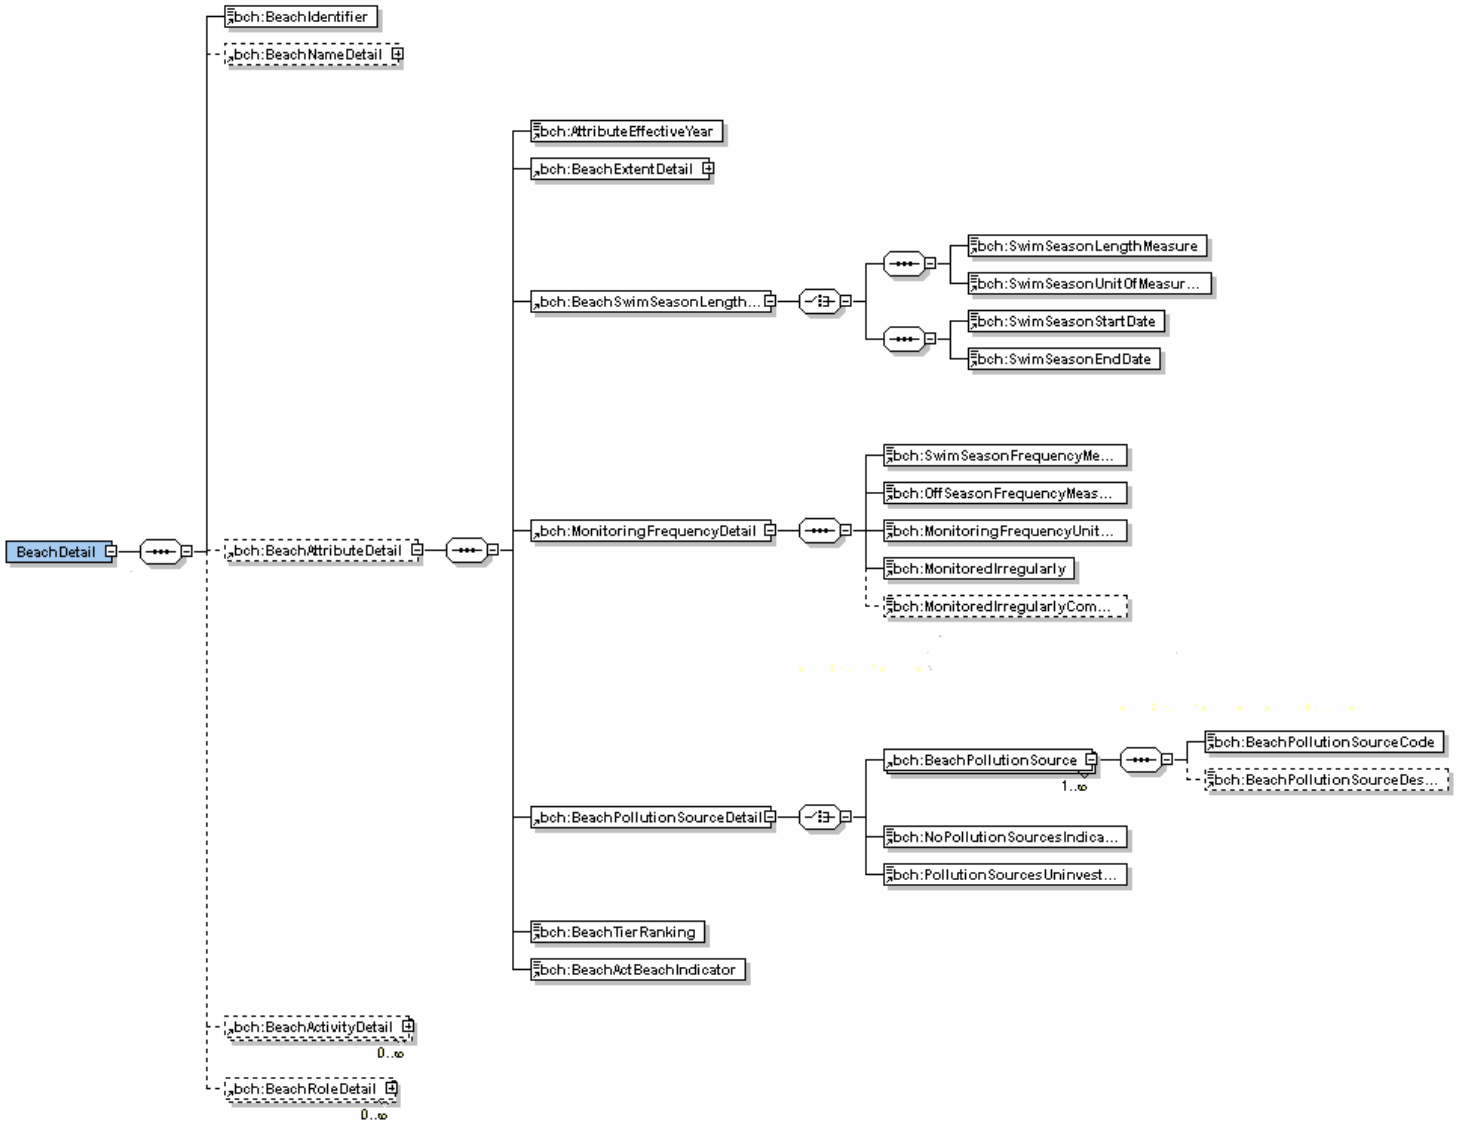 bch:BeachIdentifier
bch:BeachNameDetail
bch:AttributeEffectiveYear
bch:BeachExtentDetail
bch:SwimSeasonLengthMeasure
bch:SwimSeasonUnitOfMeasur...
bch:BeachSwimSeasonLength...
bch:SwimSeasonStartDate
bch:SwimSeasonEndDate
bch:SwimSeasonFrequencyMe...
bch:OffSeasonFrequencyMeas...
bch:MonitoringFrequencyDetail
bch:MonitoringFrequencyUnit...
BeachDetail
bch:BeachAttributeDetail
bch:MonitoredIrregularly
bch:MonitoredIrregularlyCom...
bch:BeachPollutionSourceCode
bch:BeachPollutionSource
1..∞
bch:BeachPollutionSourceDes...
bch:BeachPollutionSourceDetail
bch:NoPollutionSourcesIndica...
bch:PollutionSourcesUninvest...
bch:BeachTierRanking
bch:BeachActBeachIndicator
bch:BeachActivityDetail
0..∞
bch:BeachRoleDetail
0..∞